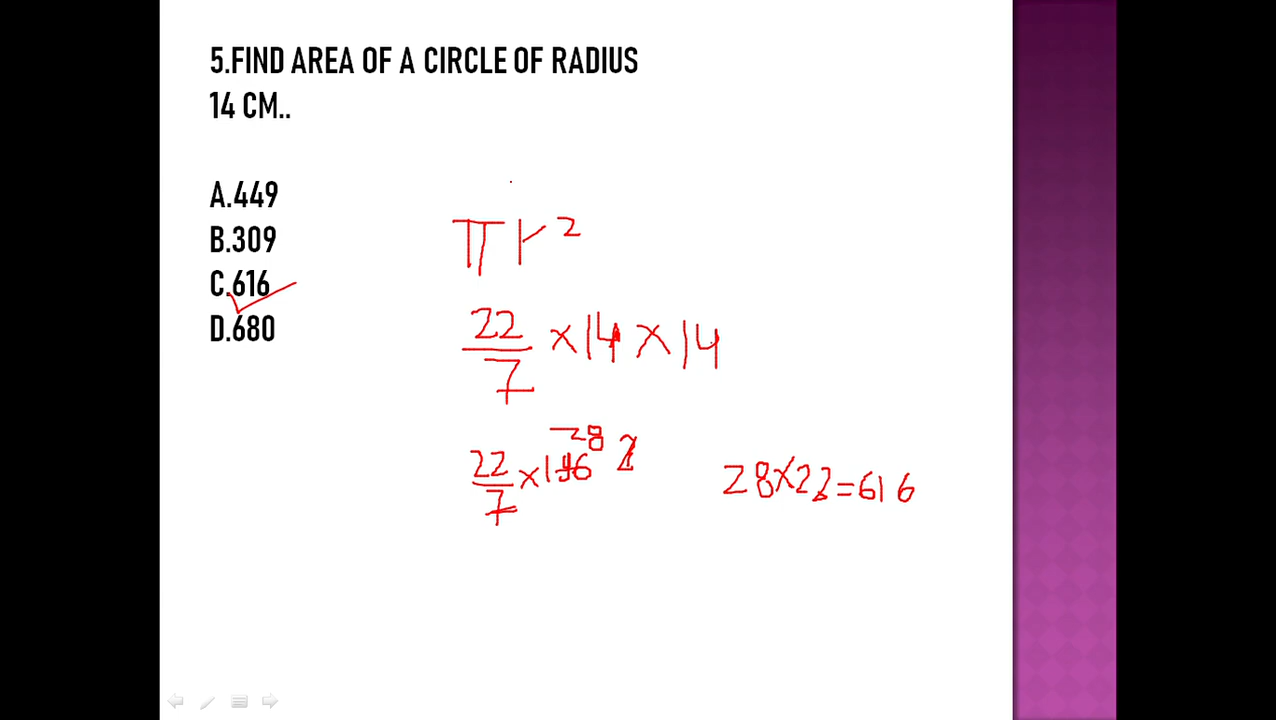 5.FIND AREA OF A CIRCLE OF RADIUS
14 CM..
A.449
B.309
C.616
D.680
πr²
22/7 ×14×14
28
22/7 ×196
28×22=616